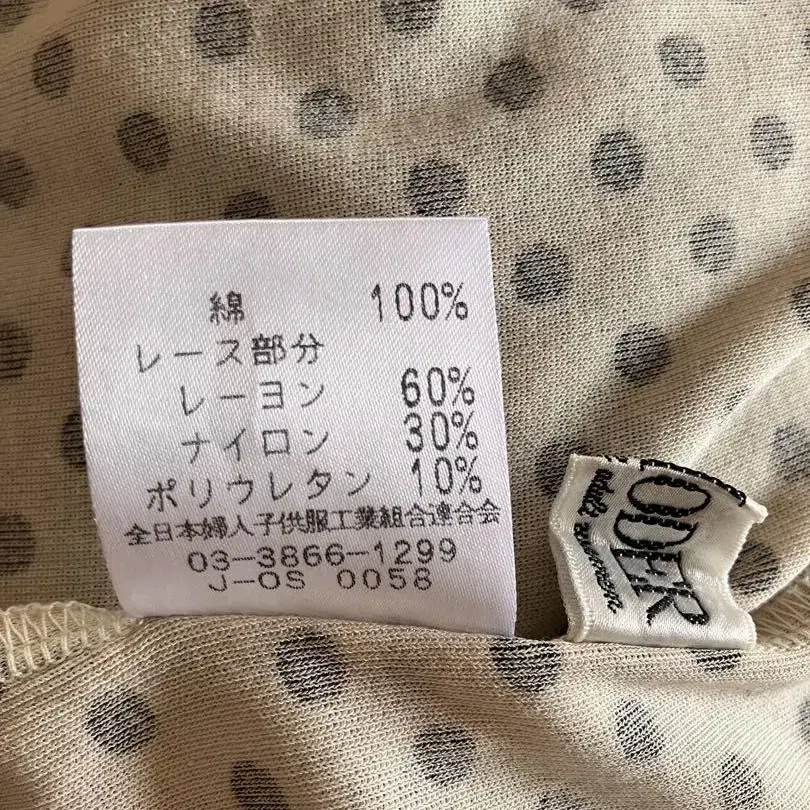 綿 100%
レース部分
レーヨン 60%
ナイロン 30%
ポリウレタン 10%
全日本婦人子供服工業組合連合会
03-3866-1299
J-OS 0058
ODER